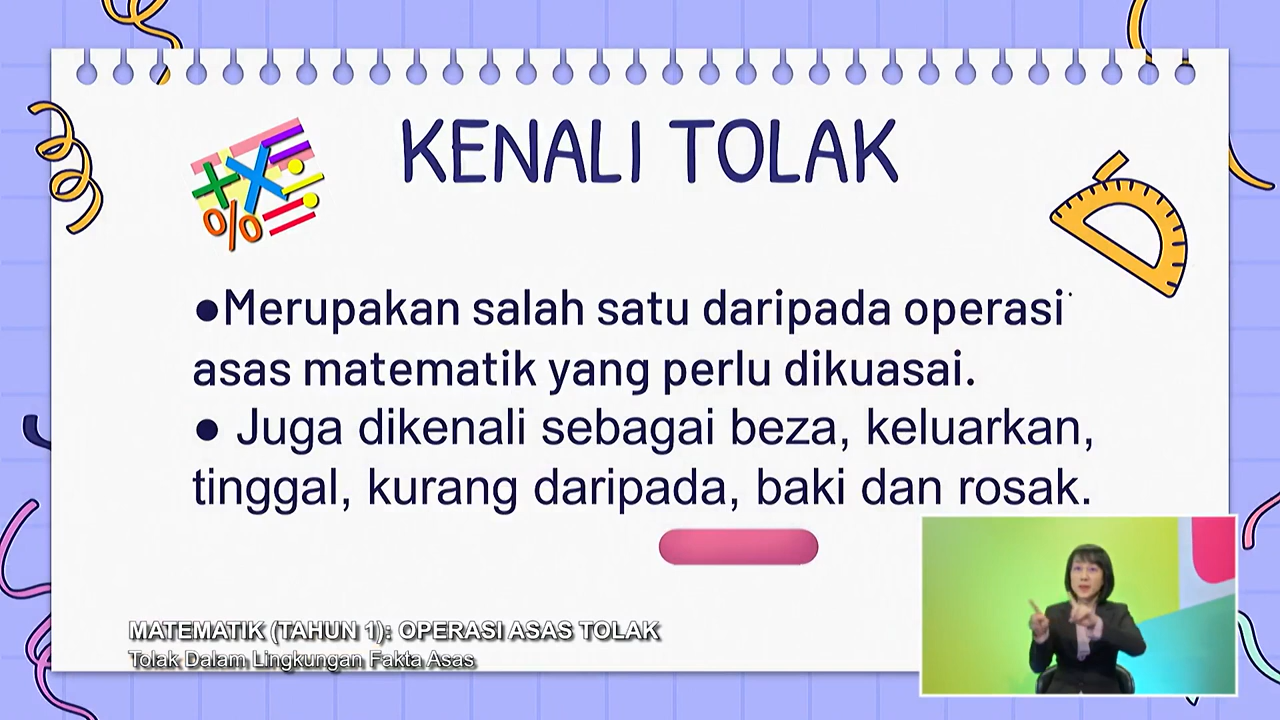 KENALI TOLAK
●Merupakan salah satu daripada operasi
asas matematik yang perlu dikuasai.
● Juga dikenali sebagai beza, keluarkan,
tinggal, kurang daripada, baki dan rosak.
MATEMATIK (TAHUN 1): OPERASI ASAS TOLAK
Tolak Dalam Lingkungan Fakta Asas